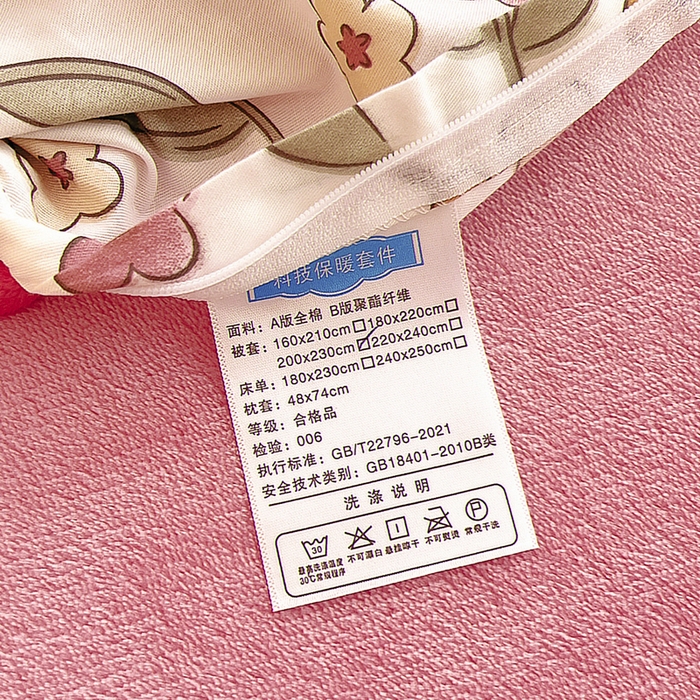 科技保暖套件
面料：A版全棉 B版聚酯纤维
被套：160x210cm☐180x220cm☐
200x230cm☑220x240cm☐
床单：180x230cm☐240x250cm☐
枕套：48x74cm
等级：合格品
检验：006
执行标准：GB/T22796-2021
安全技术类别：GB18401-2010B类
洗涤说明
30 P
最高洗涤温度 不可漂白 悬挂晾干 不可熨烫 常规干洗
30℃常规程序